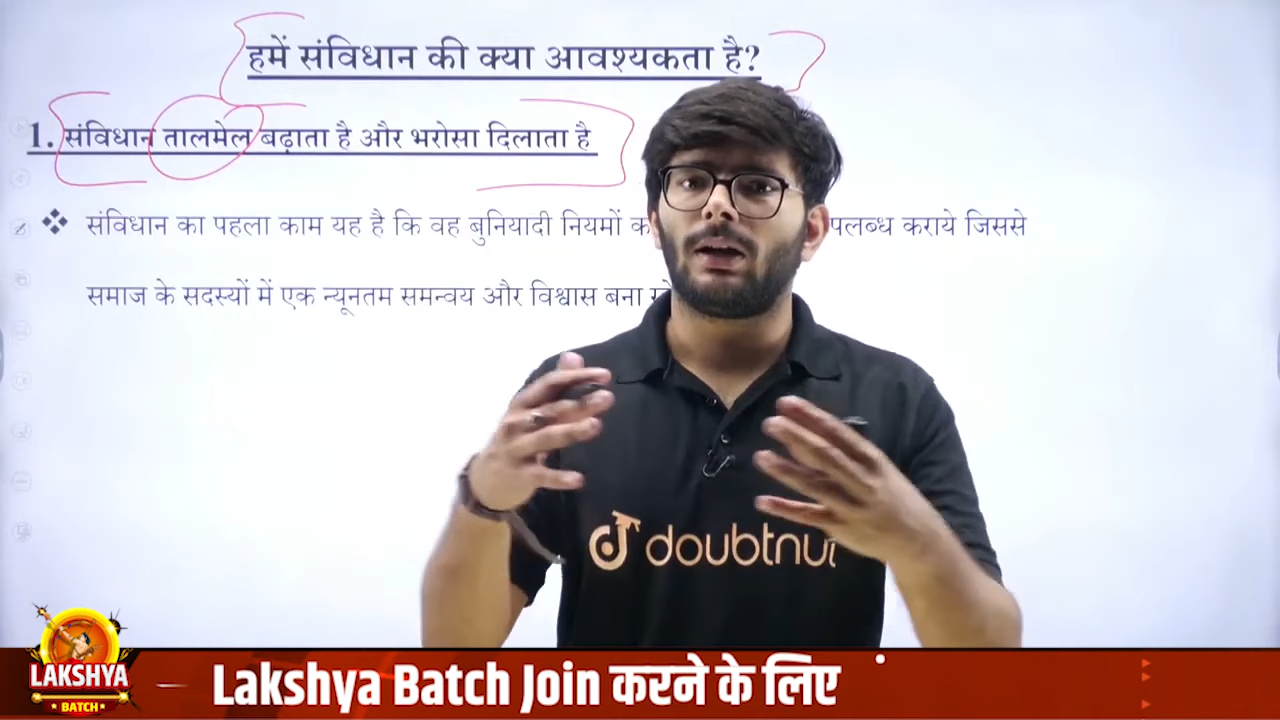 हमें संविधान की क्या आवश्यकता है?
1. संविधान तालमेल बढ़ाता है और भरोसा दिलाता है
❖ संविधान का पहला काम यह है कि वह बुनियादी नियमों कराये जिससे
समाज के सदस्यों में एक न्यूनतम समन्वय और विश्वास बना
doubtnut
LAKSHYA
BATCH
Lakshya Batch Join करने के लिए